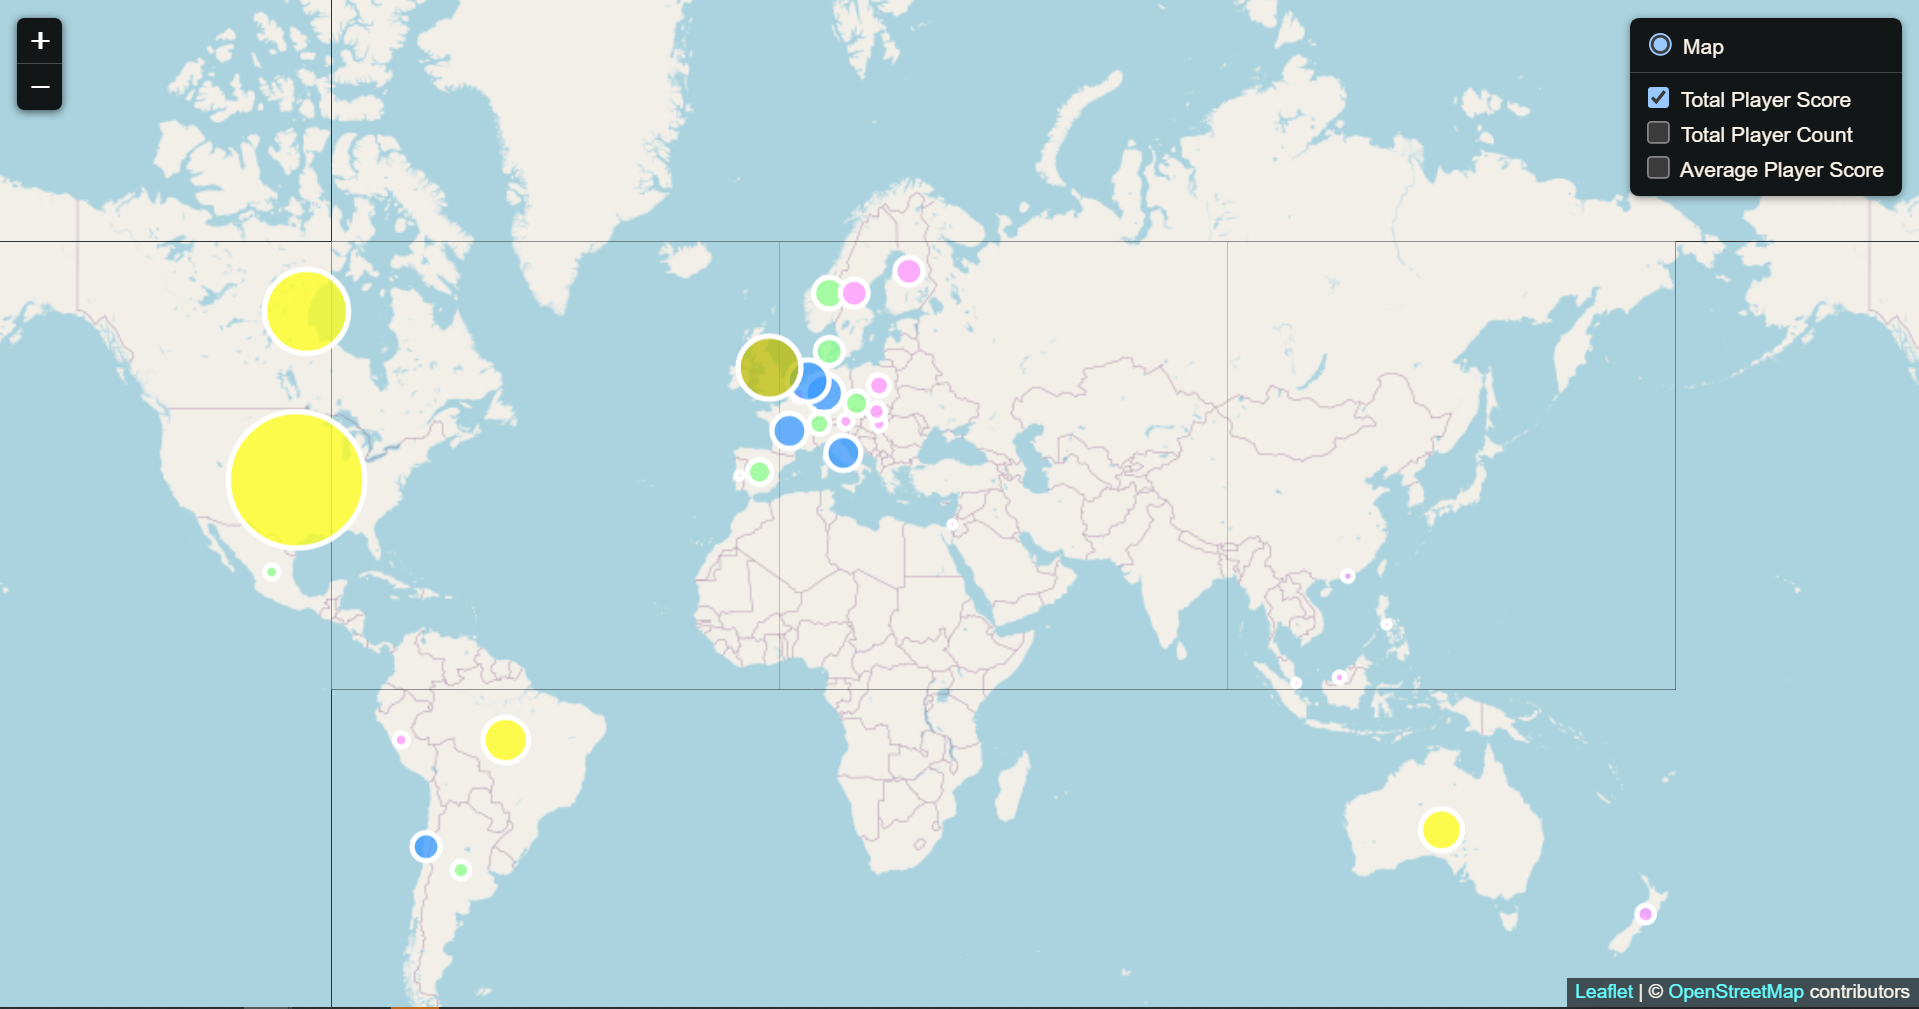 +
−
Map
Total Player Score
Total Player Count
Average Player Score
Leaflet | © OpenStreetMap contributors